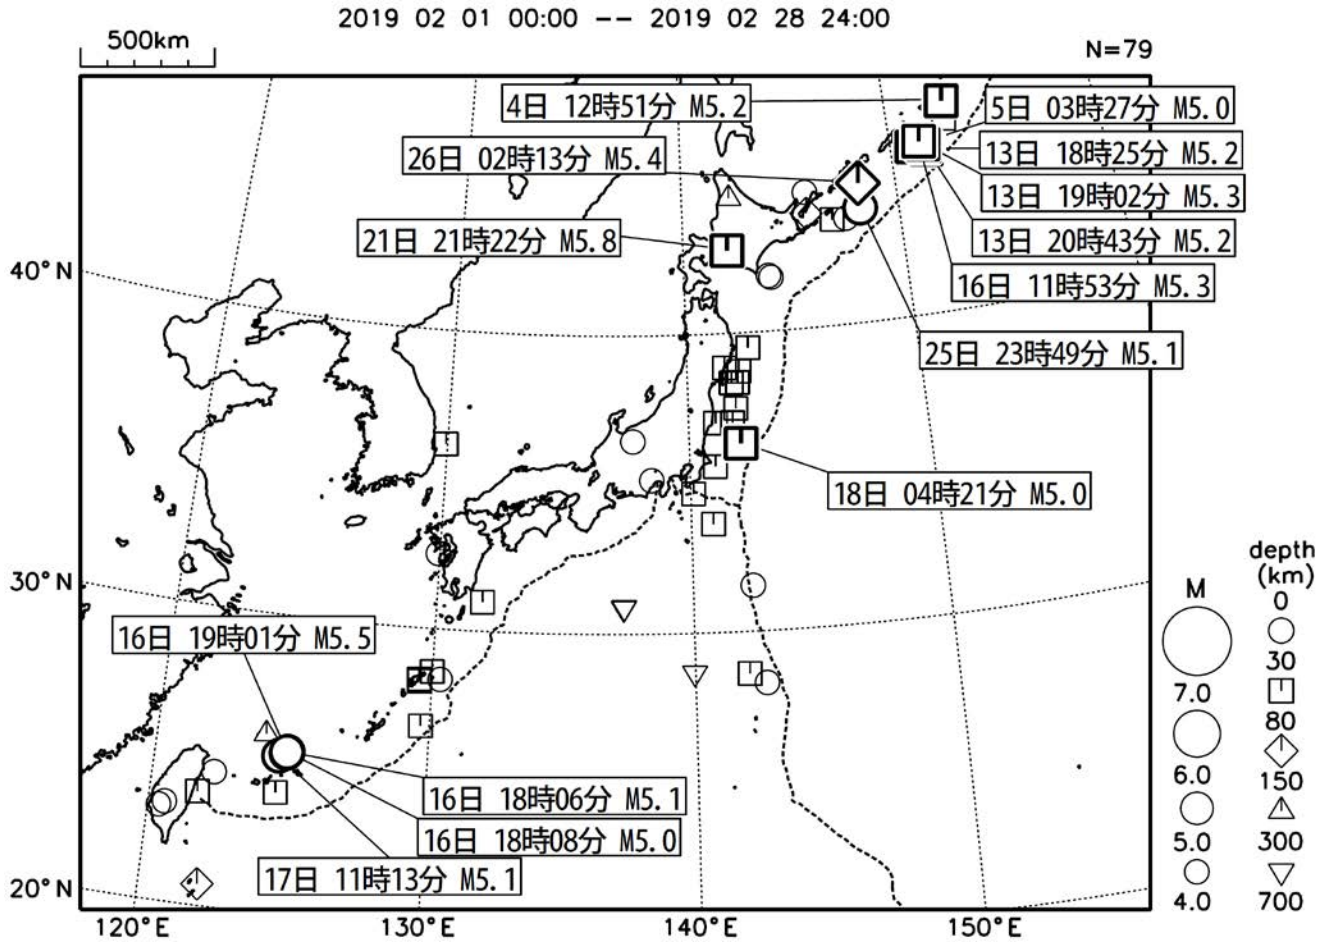 2019 02 01 00:00 -- 2019 02 28 24:00
500km
N=79
4日 12時51分 M5.2
5日 03時27分 M5.0
26日 02時13分 M5.4
13日 18時25分 M5.2
13日 19時02分 M5.3
21日 21時22分 M5.8
13日 20時43分 M5.2
16日 11時53分 M5.3
40°N
25日 23時49分 M5.1
18日 04時21分 M5.0
30°N
16日 19時01分 M5.5
16日 18時06分 M5.1
16日 18時08分 M5.0
17日 11時13分 M5.1
20°N
120°E
130°E
140°E
150°E
M
7.0
6.0
5.0
4.0
depth
(km)
0
30
80
150
300
700